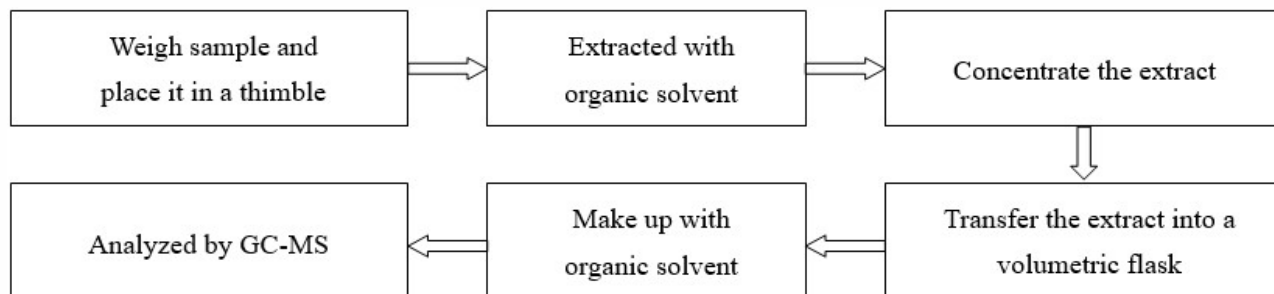 Weigh sample and
place it in a thimble
Extracted with
organic solvent
Concentrate the extract
Transfer the extract into a
volumetric flask
Make up with
organic solvent
Analyzed by GC-MS